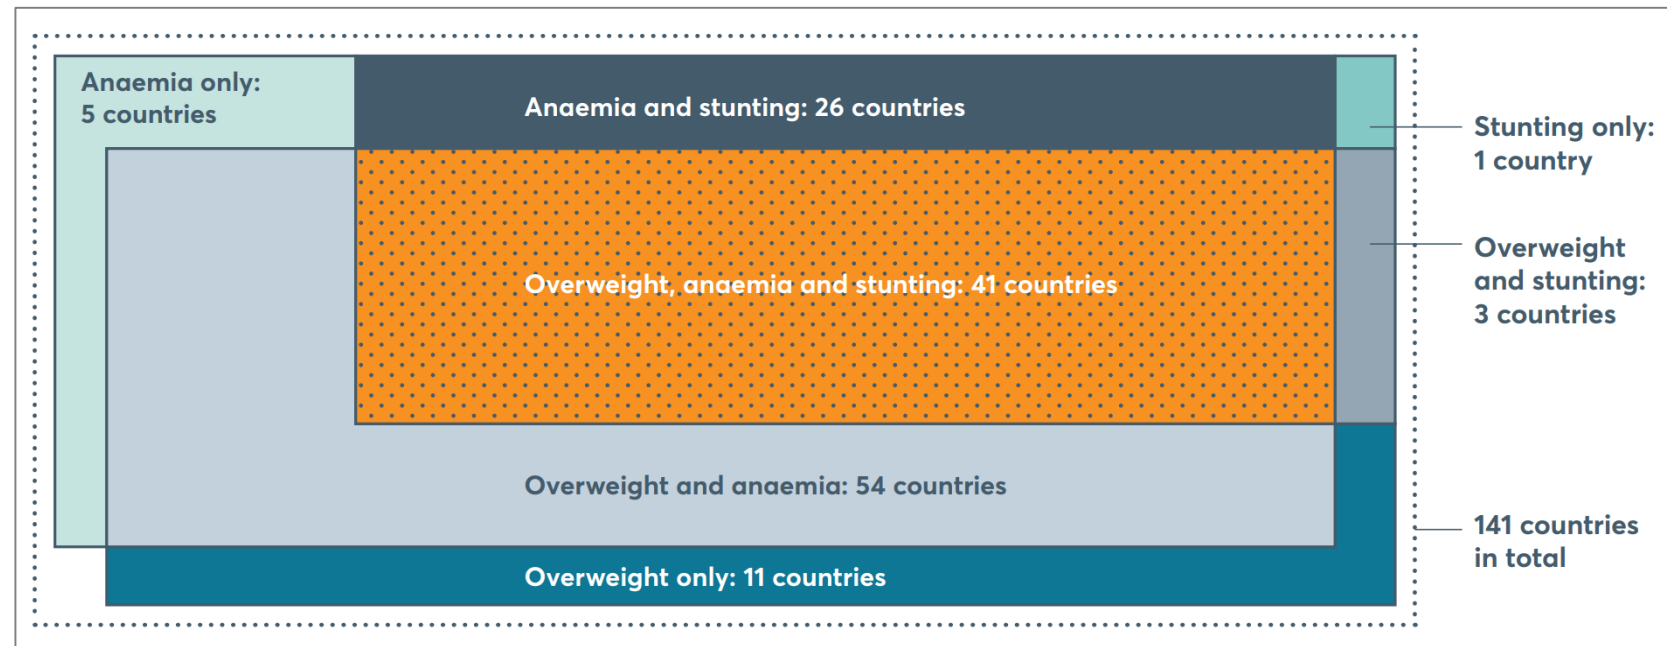 Anaemia only:
5 countries
Anaemia and stunting: 26 countries
Stunting only:
1 country
Overweight
and stunting:
3 countries
Overweight, anaemia and stunting: 41 countries
Overweight and anaemia: 54 countries
141 countries
in total
Overweight only: 11 countries